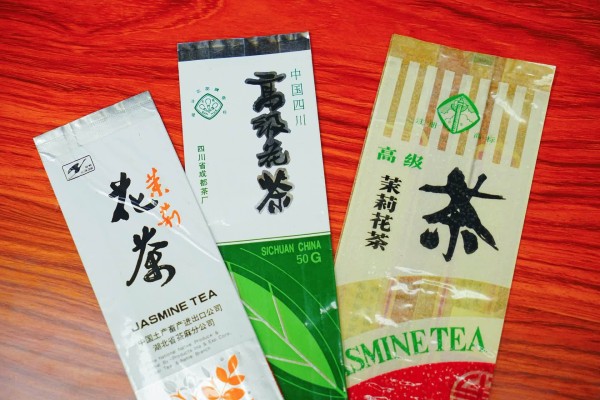 茉莉
花茶
JASMINE TEA
中国土产畜产进出口公司
湖北省茶麻分公司
中国四川
高级花茶
四川省成都茶厂
SICHUAN CHINA
50G
高级
茉莉花茶
茶
ASMINE TEA